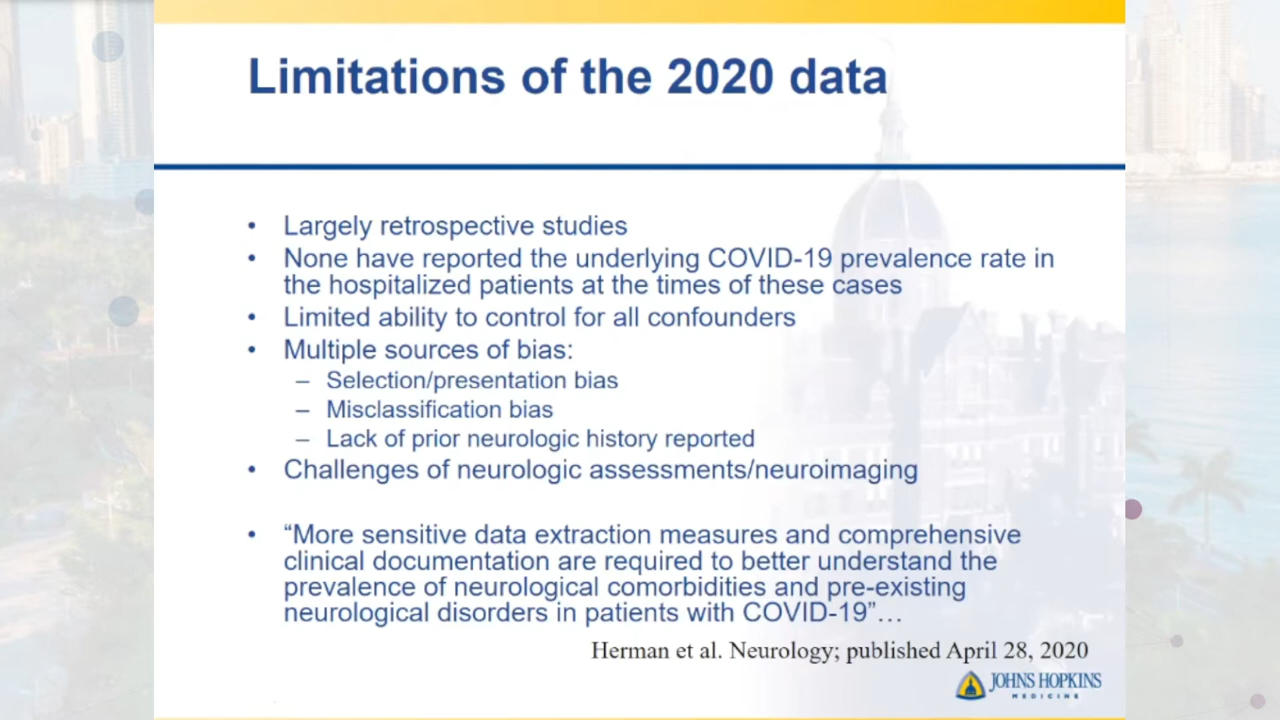 Limitations of the 2020 data
• Largely retrospective studies
• None have reported the underlying COVID-19 prevalence rate in
the hospitalized patients at the times of these cases
• Limited ability to control for all confounders
• Multiple sources of bias:
– Selection/presentation bias
– Misclassification bias
– Lack of prior neurologic history reported
• Challenges of neurologic assessments/neuroimaging
• “More sensitive data extraction measures and comprehensive
clinical documentation are required to better understand the
prevalence of neurological comorbidities and pre-existing
neurological disorders in patients with COVID-19”…
Herman et al. Neurology; published April 28, 2020
JOHNS HOPKINS
MEDICINE